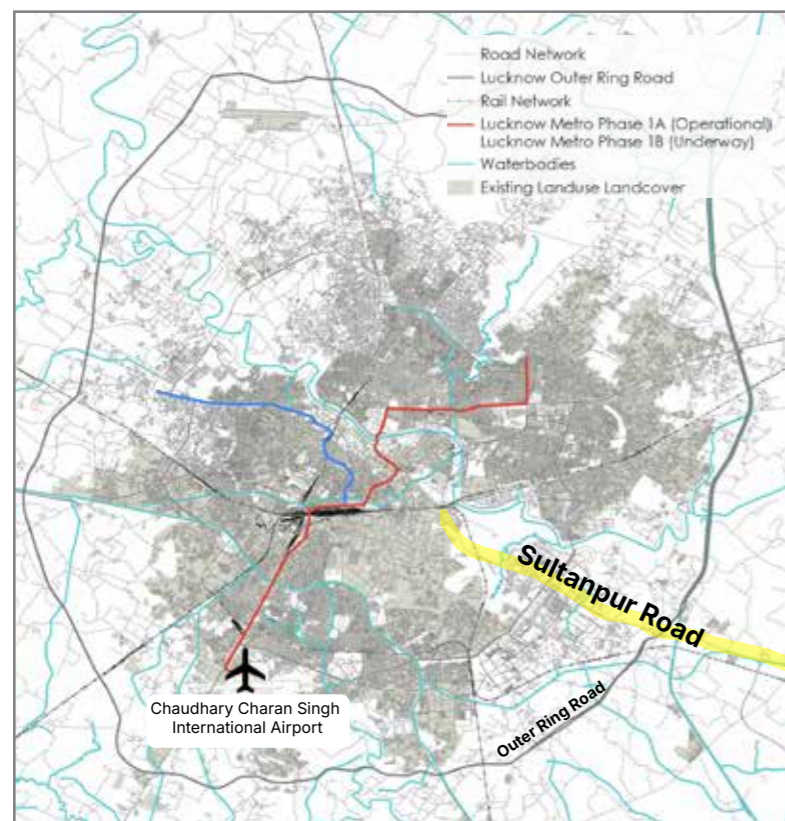 Road Network
Lucknow Outer Ring Road
Rail Network
Lucknow Metro Phase 1A (Operational)
Lucknow Metro Phase 1B (Underway)
Waterbodies
Existing Landuse Landcover
Sultanpur Road
Chaudhary Charan Singh
International Airport
Outer Ring Road